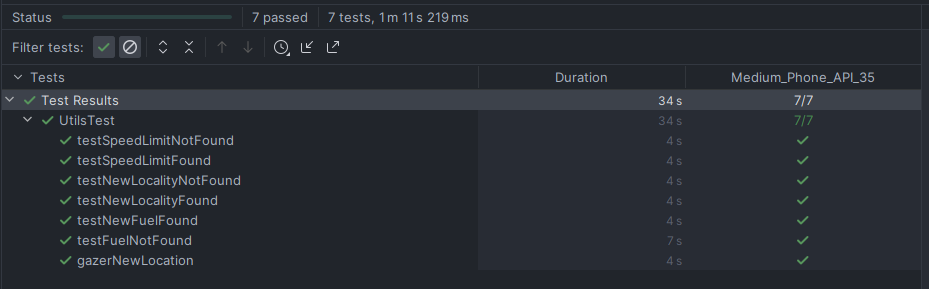 Status 7 passed 7 tests, 1 m 11 s 219 ms
Filter tests:
Tests Duration Medium_Phone_API_35
Test Results 34 s 7/7
UtilsTest 34 s 7/7
testSpeedLimitNotFound 4 s
testSpeedLimitFound 4 s
testNewLocalityNotFound 4 s
testNewLocalityFound 4 s
testNewFuelFound 4 s
testFuelNotFound 7 s
gazerNewLocation 4 s